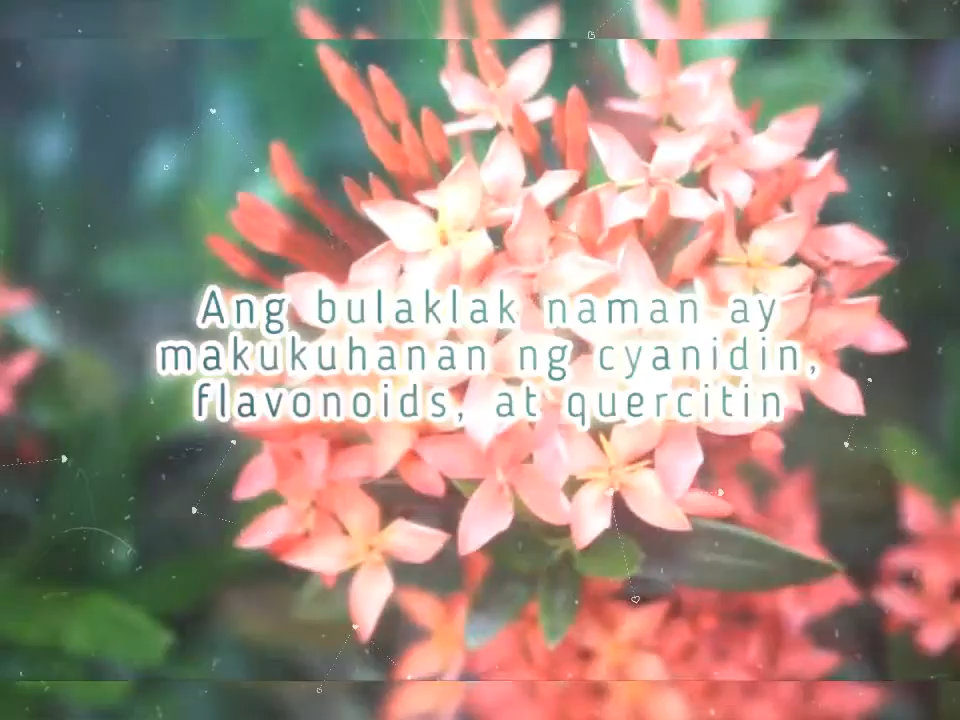 Ang bulaklak naman ay
makukuhanan ng cyanidin,
flavonoids, at quercitin